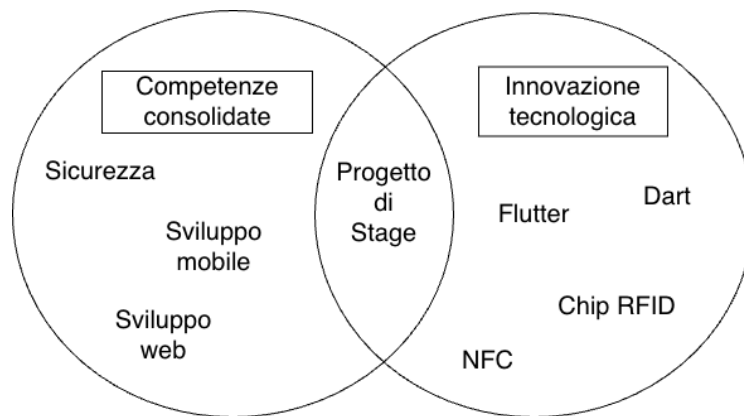 Competenze
consolidate
Sicurezza
Sviluppo
mobile
Sviluppo
web
Progetto
di
Stage
Innovazione
tecnologica
Flutter
Dart
Chip RFID
NFC